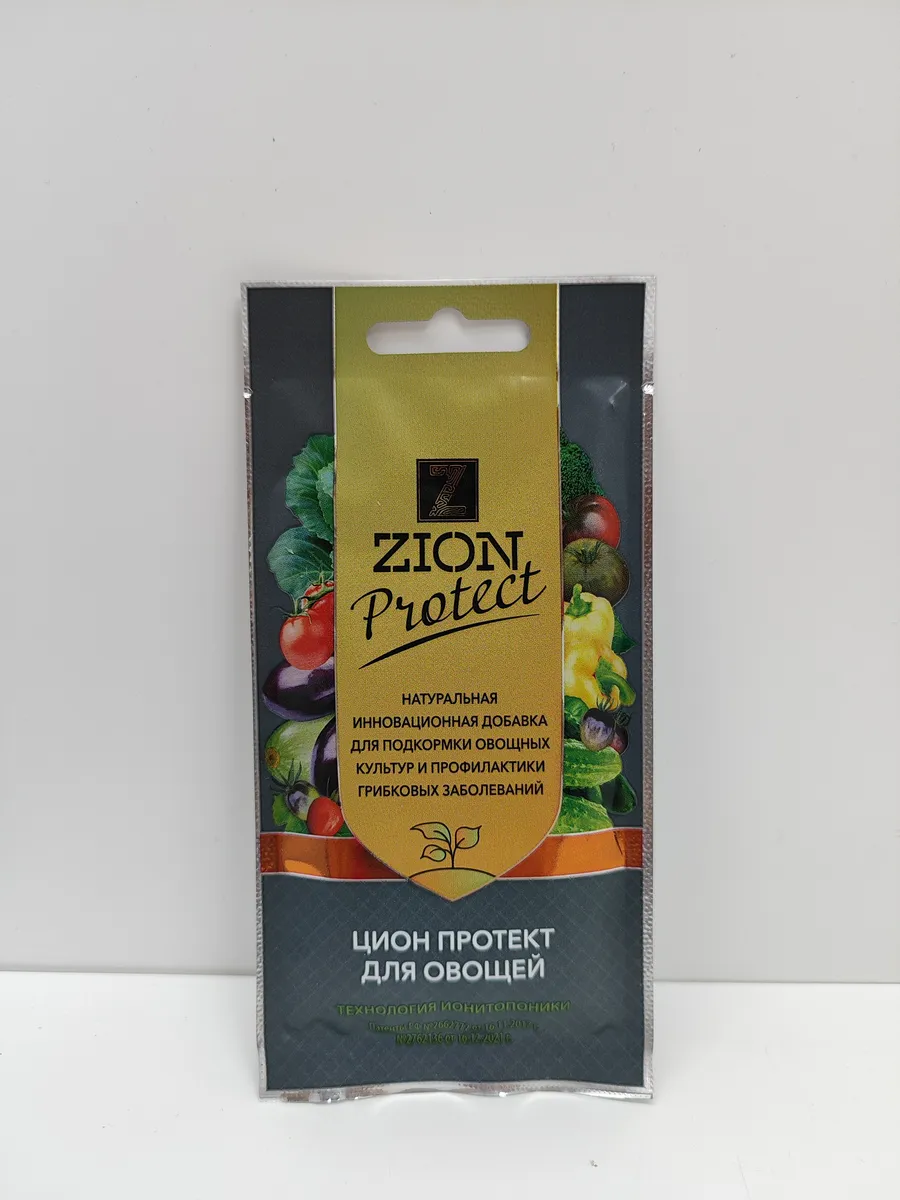 Z
ZION
Protect
НАТУРАЛЬНАЯ
ИННОВАЦИОННАЯ ДОБАВКА
ДЛЯ ПОДКОРМКИ ОВОЩНЫХ
КУЛЬТУР И ПРОФИЛАКТИКИ
ГРИБКОВЫХ ЗАБОЛЕВАНИЙ
ЦИОН ПРОТЕКТ
ДЛЯ ОВОЩЕЙ
ТЕХНОЛОГИЯ ИОНИТОПОНИКИ